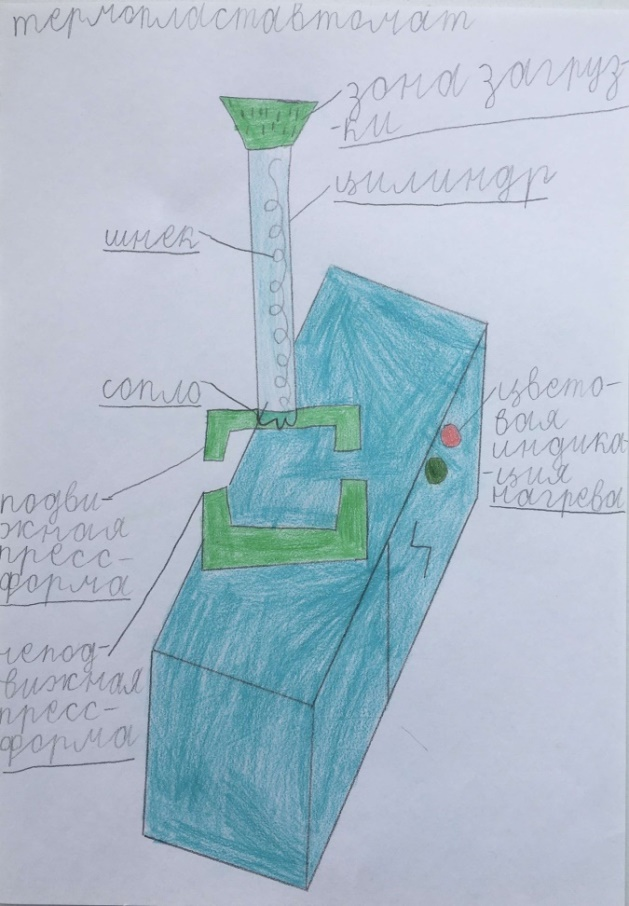 термопластавтомат
зона загруз-
-ки
цилиндр
шнек
сопло
цвето-
вая
индика-
-ция
нагрева
подви-
жная
пресс-
форма
непод-
вижная
пресс-
форма